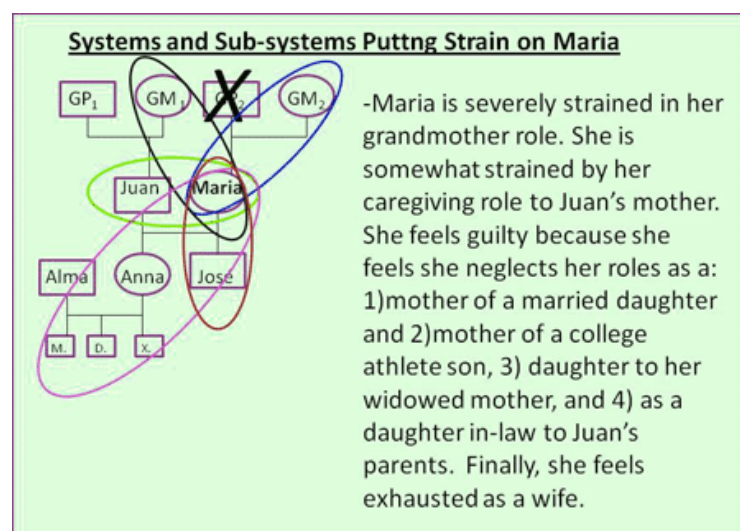 Systems and Sub-systems Puttng Strain on Maria
GP1 GM1 GP2 GM2
-Maria is severely strained in her
grandmother role. She is
somewhat strained by her
Juan Maria
caregiving role to Juan's mother.
She feels guilty because she
feels she neglects her roles as a:
Alma Anna José
1)mother of a married daughter
and 2)mother of a college
M. D. X.
athlete son, 3) daughter to her
widowed mother, and 4) as a
daughter in-law to Juan's
parents. Finally, she feels
exhausted as a wife.